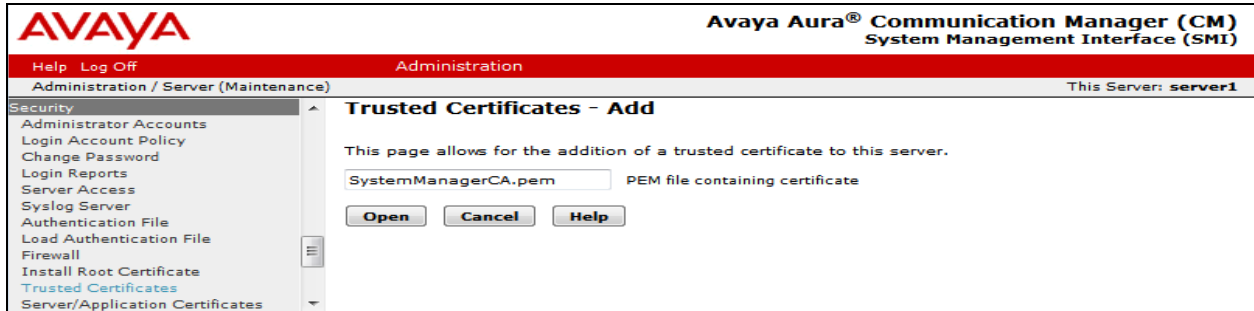 AVAYA
Avaya Aura® Communication Manager (CM)
System Management Interface (SMI)
Help Log Off
Administration
Administration / Server (Maintenance)
This Server: server1
Security
Administrator Accounts
Login Account Policy
Change Password
Login Reports
Server Access
Syslog Server
Authentication File
Load Authentication File
Firewall
Install Root Certificate
Trusted Certificates
Server/Application Certificates
Trusted Certificates - Add
This page allows for the addition of a trusted certificate to this server.
SystemManagerCA.pem PEM file containing certificate
Open Cancel Help